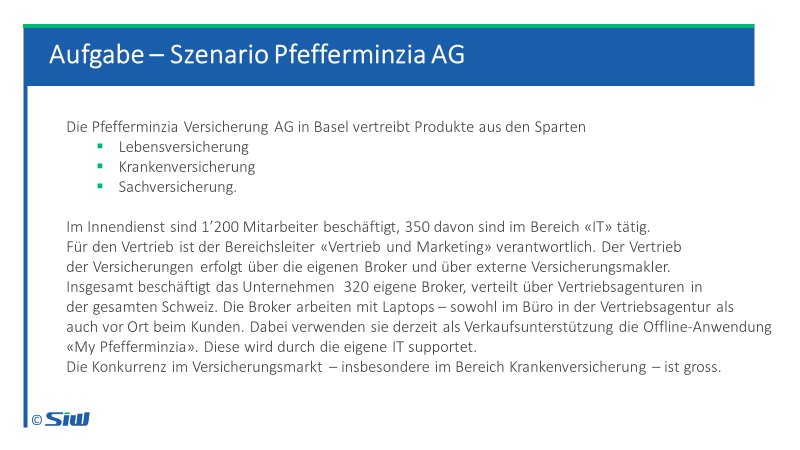 Aufgabe – Szenario Pfefferminzia AG
Die Pfefferminzia Versicherung AG in Basel vertreibt Produkte aus den Sparten
Lebensversicherung
Krankenversicherung
Sachversicherung.
Im Innendienst sind 1’200 Mitarbeiter beschäftigt, 350 davon sind im Bereich «IT» tätig.
Für den Vertrieb ist der Bereichsleiter «Vertrieb und Marketing» verantwortlich. Der Vertrieb
der Versicherungen erfolgt über die eigenen Broker und über externe Versicherungsmakler.
Insgesamt beschäftigt das Unternehmen 320 eigene Broker, verteilt über Vertriebsagenturen in
der gesamten Schweiz. Die Broker arbeiten mit Laptops – sowohl im Büro in der Vertriebsagentur als
auch vor Ort beim Kunden. Dabei verwenden sie derzeit als Verkaufsunterstützung die Offline-Anwendung
«My Pfefferminzia». Diese wird durch die eigene IT supportet.
Die Konkurrenz im Versicherungsmarkt – insbesondere im Bereich Krankenversicherung – ist gross.
© SIW